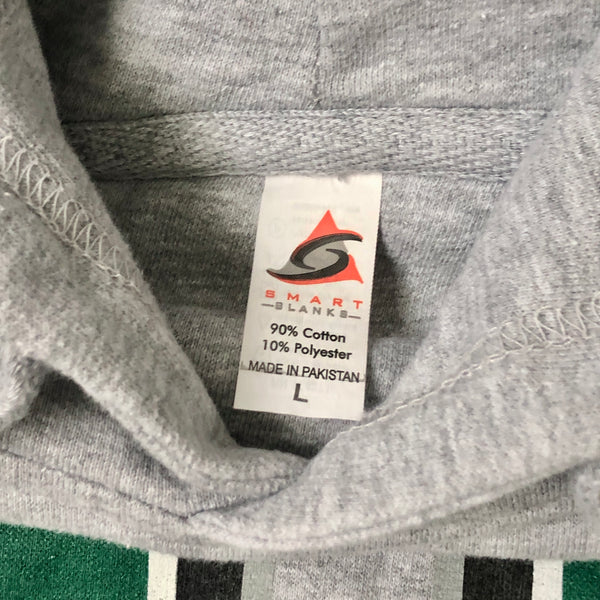 SMART
BLANKS
90% Cotton
10% Polyester
MADE IN PAKISTAN
L